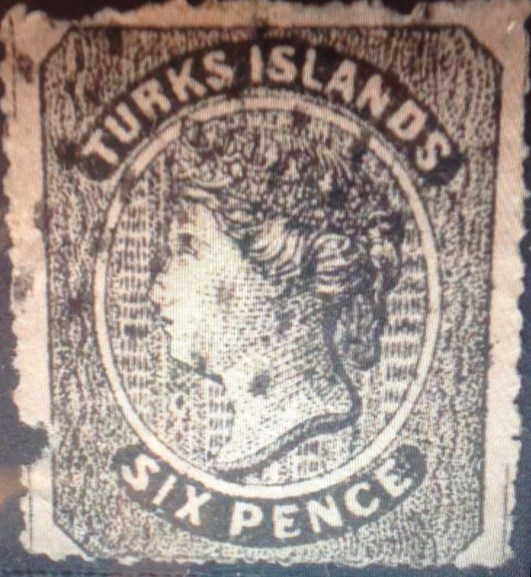 TURKS ISLANDS
SIX PENCE